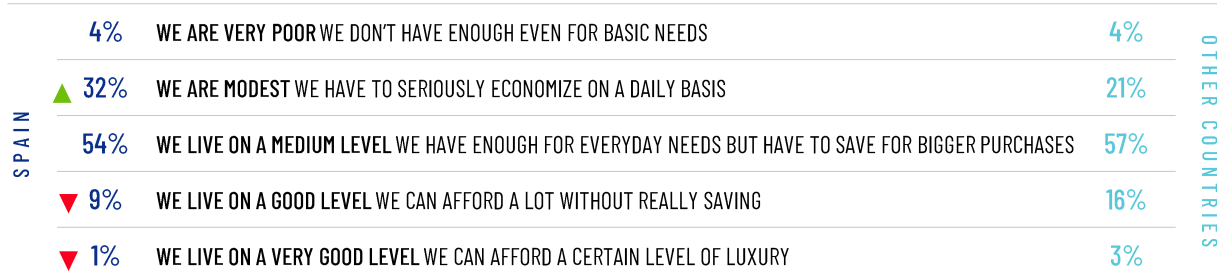 SPAIN
4% WE ARE VERY POOR WE DON'T HAVE ENOUGH EVEN FOR BASIC NEEDS 4%
32% WE ARE MODEST WE HAVE TO SERIOUSLY ECONOMIZE ON A DAILY BASIS 21%
54% WE LIVE ON A MEDIUM LEVEL WE HAVE ENOUGH FOR EVERYDAY NEEDS BUT HAVE TO SAVE FOR BIGGER PURCHASES 57%
9% WE LIVE ON A GOOD LEVEL WE CAN AFFORD A LOT WITHOUT REALLY SAVING 16%
1% WE LIVE ON A VERY GOOD LEVEL WE CAN AFFORD A CERTAIN LEVEL OF LUXURY 3%
OTHER COUNTRIES